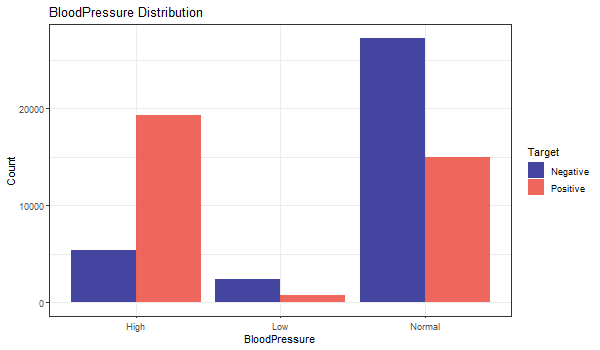 BloodPressure Distribution
Count
20000
10000
0
High Low Normal
BloodPressure
Target
Negative
Positive